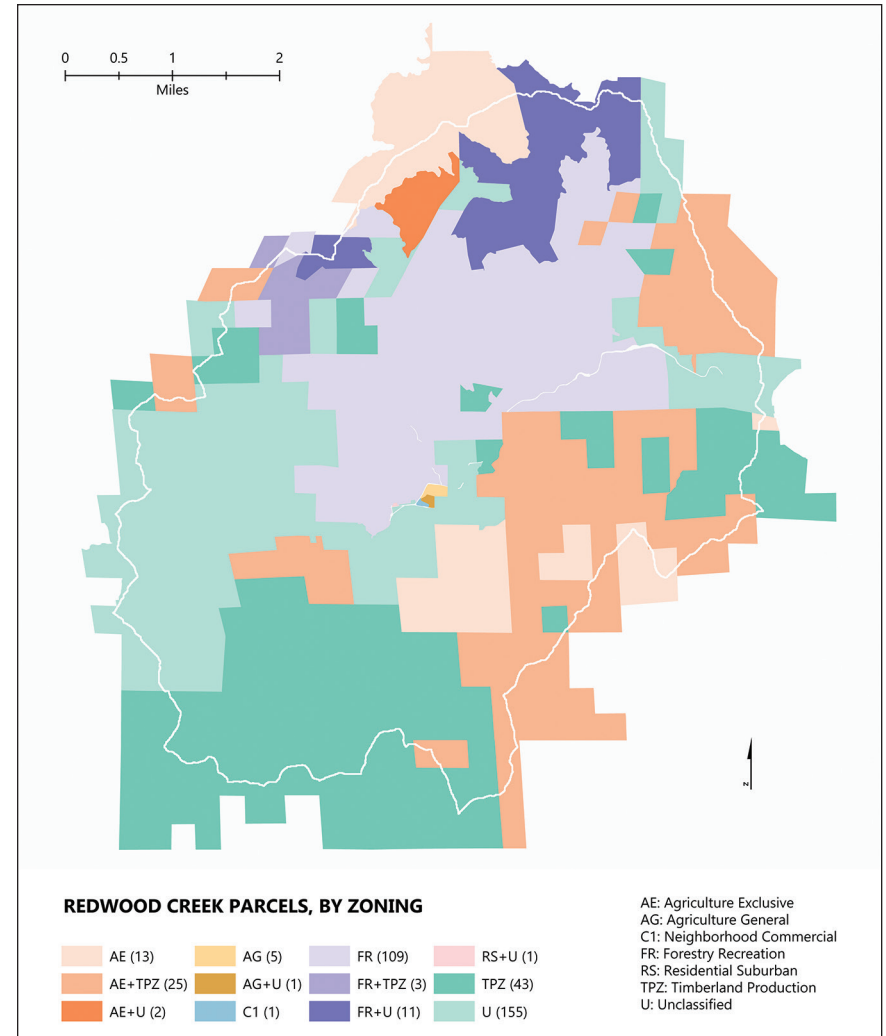 0 0.5 1 2
Miles
N
REDWOOD CREEK PARCELS, BY ZONING
AE (13)
AE+TPZ (25)
AE+U (2)
AG (5)
AG+U (1)
C1 (1)
FR (109)
FR+TPZ (3)
FR+U (11)
RS+U (1)
TPZ (43)
U (155)
AE: Agriculture Exclusive
AG: Agriculture General
C1: Neighborhood Commercial
FR: Forestry Recreation
RS: Residential Suburban
TPZ: Timberland Production
U: Unclassified